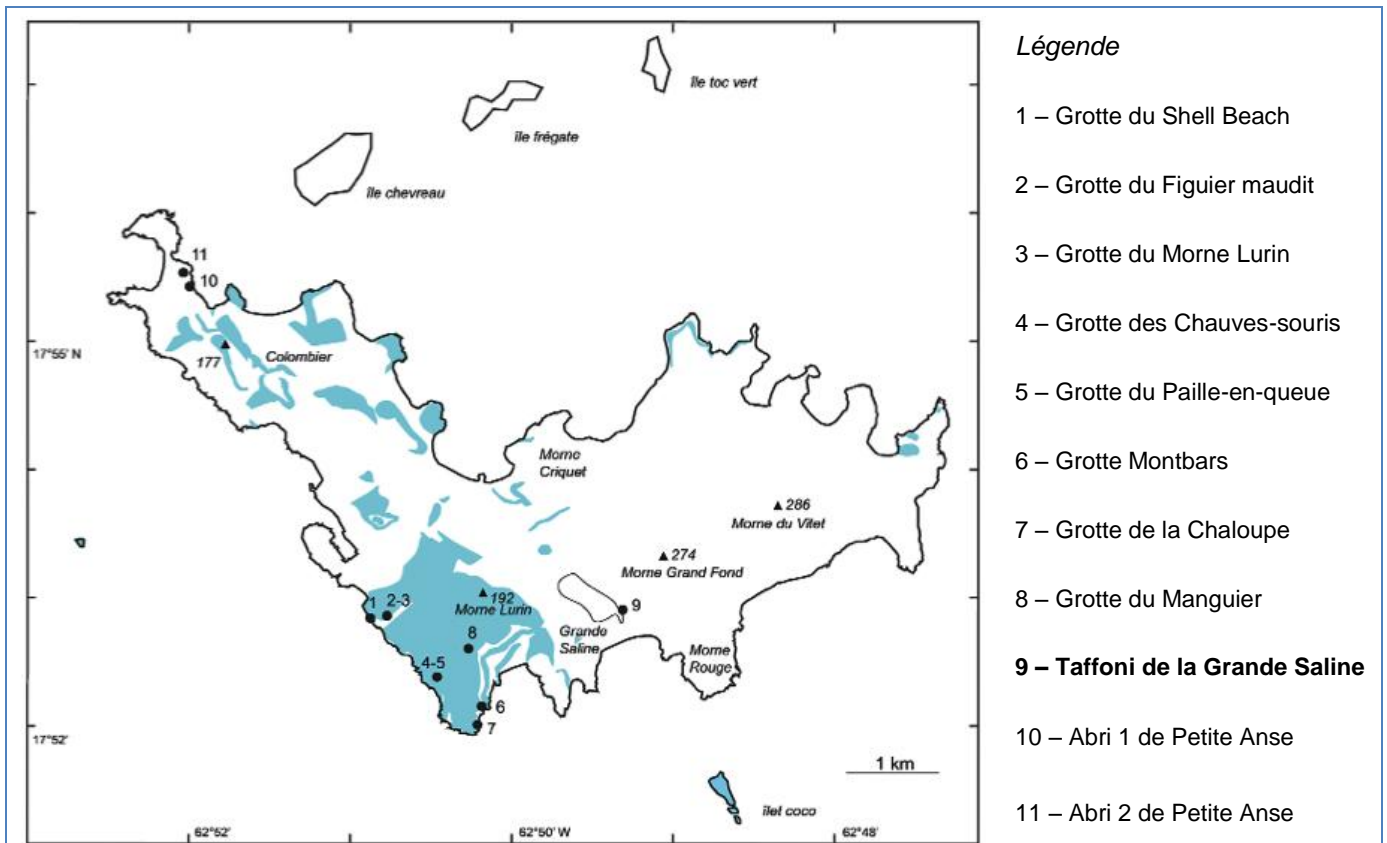 île toc vert
île frégate
île chevreau
11
10
17°55' N
177
Colombier
Morne
Criquet
286
Morne du Vitet
274
Morne Grand Fond
192
Morne Lurin
1
2-3
9
8
Grande
Saline
Morne
Rouge
4-5
6
7
17°52'
1 km
îlet coco
62°52'
62°50' W
62°48'
Légende
1 – Grotte du Shell Beach
2 – Grotte du Figuier maudit
3 – Grotte du Morne Lurin
4 – Grotte des Chauves-souris
5 – Grotte du Paille-en-queue
6 – Grotte Montbars
7 – Grotte de la Chaloupe
8 – Grotte du Manguier
9 – Taffoni de la Grande Saline
10 – Abri 1 de Petite Anse
11 – Abri 2 de Petite Anse